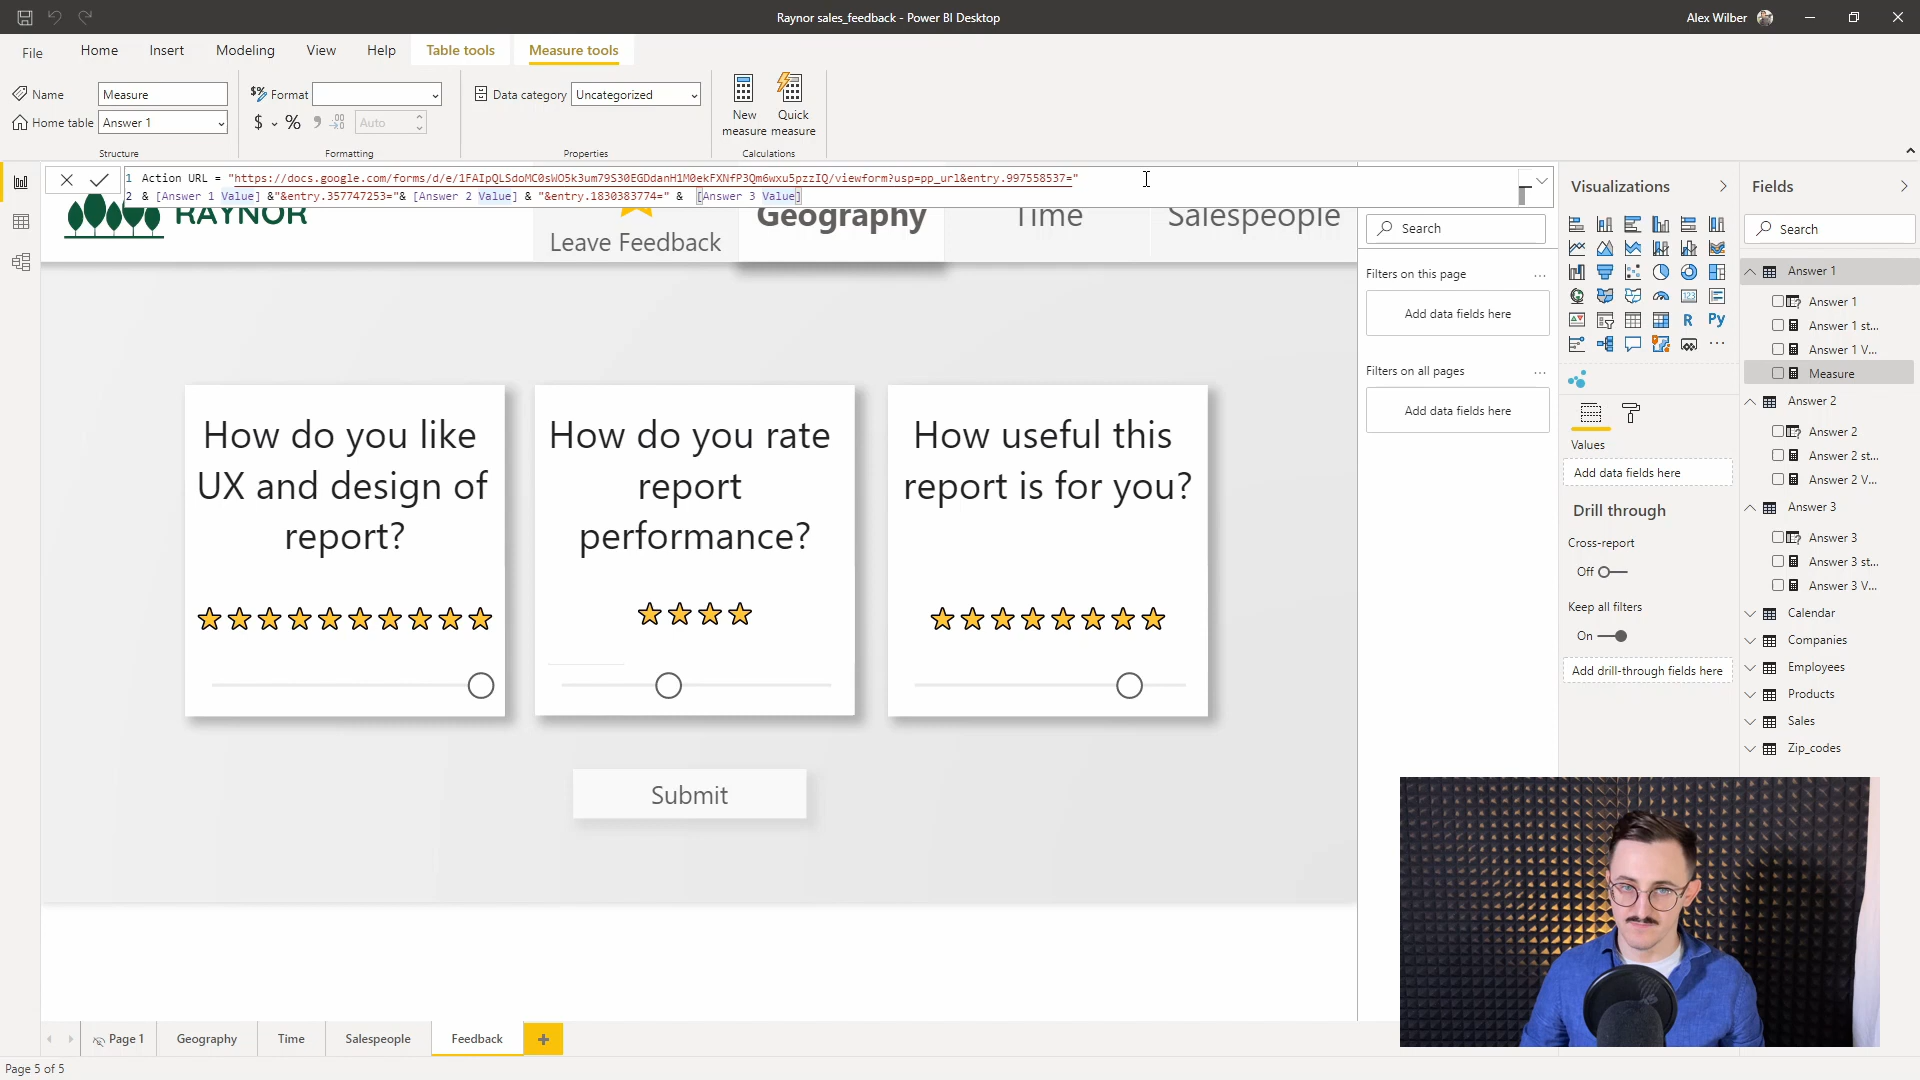 Raynor sales_feedback - Power BI Desktop
Alex Wilber
File
Home
Insert
Modeling
View
Help
Table tools
Measure tools
Name
Measure
Home table
Answer 1
Structure
$% Format
$
%
Auto
Formatting
Data category
Uncategorized
Properties
New measure
Quick measure
Calculations
1 Action URL = "https://docs.google.com/forms/d/e/1FAIpQLSdoMC0sWO5k3um79S30EGDdanH1M0ekFXNfP3Qm6wxu5pzzIQ/viewform?usp=pp_url&entry.997558537="
2 & [Answer 1 Value] &"&entry.357747253="& [Answer 2 Value] & "&entry.1830383774=" & [Answer 3 Value]
RAYNOR
Leave Feedback
Geography
Time
Salespeople
How do you like
UX and design of
report?
How do you rate
report
performance?
How useful this
report is for you?
Submit
Search
Filters on this page
...
Add data fields here
Filters on all pages
...
Add data fields here
Visualizations
123
R
Py
...
Values
Add data fields here
Drill through
Cross-report
Off
Keep all filters
On
Add drill-through fields here
Fields
Search
Answer 1
Answer 1
Answer 1 st...
Answer 1 V...
Measure
Answer 2
Answer 2
Answer 2 st...
Answer 2 V...
Answer 3
Answer 3
Answer 3 st...
Answer 3 V...
Calendar
Companies
Employees
Products
Sales
Zip_codes
Page 1
Geography
Time
Salespeople
Feedback
+
Page 5 of 5